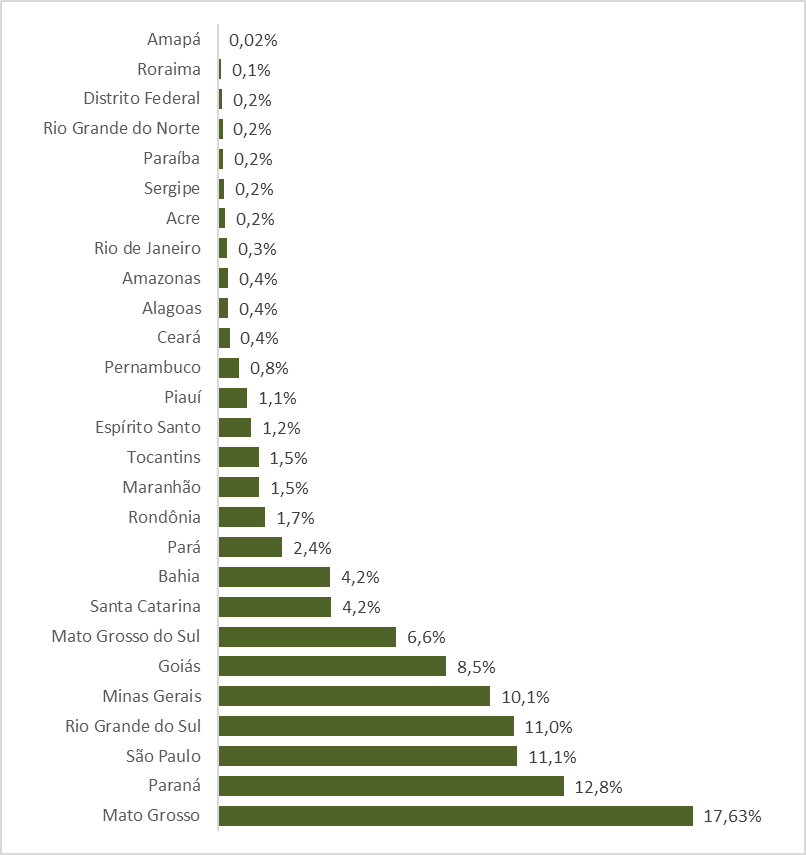 Amapá 0,02%
Roraima 0,1%
Distrito Federal 0,2%
Rio Grande do Norte 0,2%
Paraíba 0,2%
Sergipe 0,2%
Acre 0,2%
Rio de Janeiro 0,3%
Amazonas 0,4%
Alagoas 0,4%
Ceará 0,4%
Pernambuco 0,8%
Piauí 1,1%
Espírito Santo 1,2%
Tocantins 1,5%
Maranhão 1,5%
Rondônia 1,7%
Pará 2,4%
Bahia 4,2%
Santa Catarina 4,2%
Mato Grosso do Sul 6,6%
Goiás 8,5%
Minas Gerais 10,1%
Rio Grande do Sul 11,0%
São Paulo 11,1%
Paraná 12,8%
Mato Grosso 17,63%